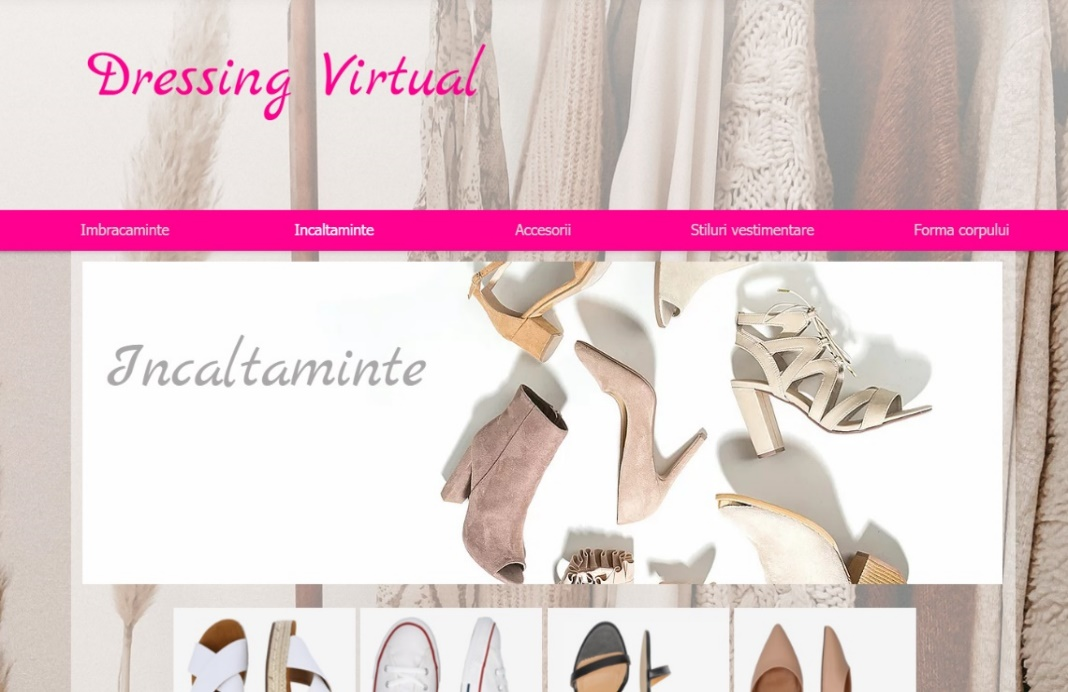 Dressing Virtual
Imbracaminte Incaltaminte Accesorii Stiluri vestimentare Forma corpului
Incaltaminte